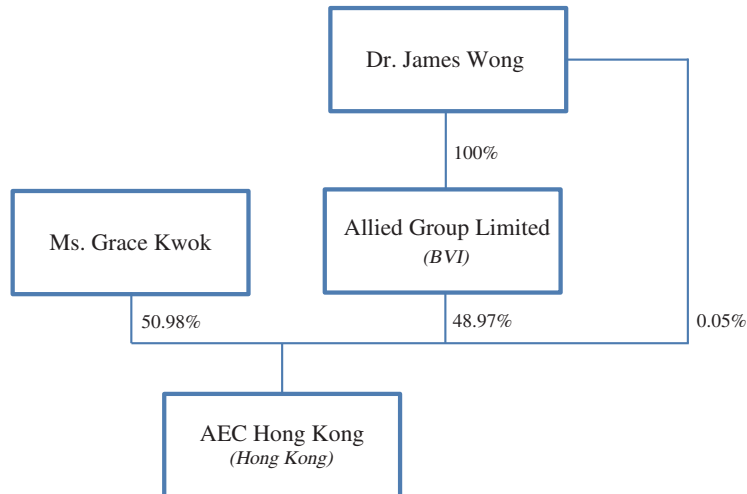 Dr. James Wong
100%
Ms. Grace Kwok
Allied Group Limited
(BVI)
50.98%
48.97%
0.05%
AEC Hong Kong
(Hong Kong)